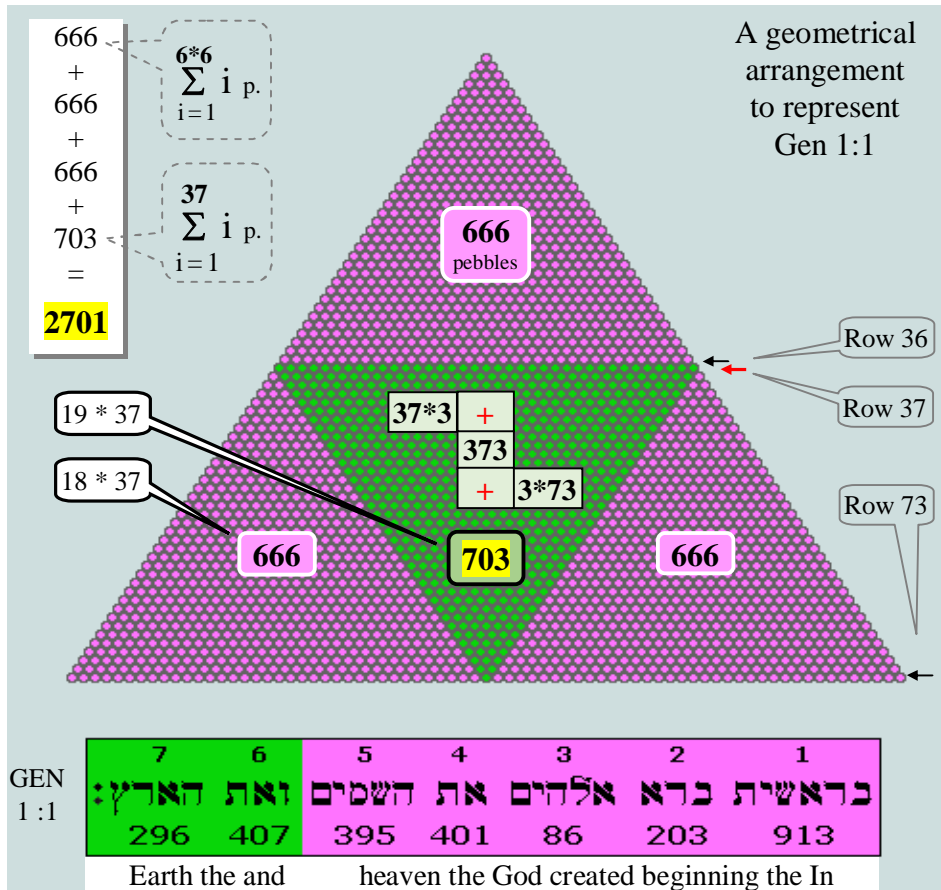 666
+
666
+
666
+
703
=
2701
6*6
Σ i p.
i = 1
37
Σ i p.
i = 1
A geometrical
arrangement
to represent
Gen 1:1
666
pebbles
Row 36
Row 37
19 * 37
18 * 37
37*3 +
373
+ 3*73
Row 73
666
703
666
GEN
1 :1
7 6 5 4 3 2 1
בראשית ברא אלהים את השמים ואת הארץ:
296 407 395 401 86 203 913
Earth the and heaven the God created beginning the In